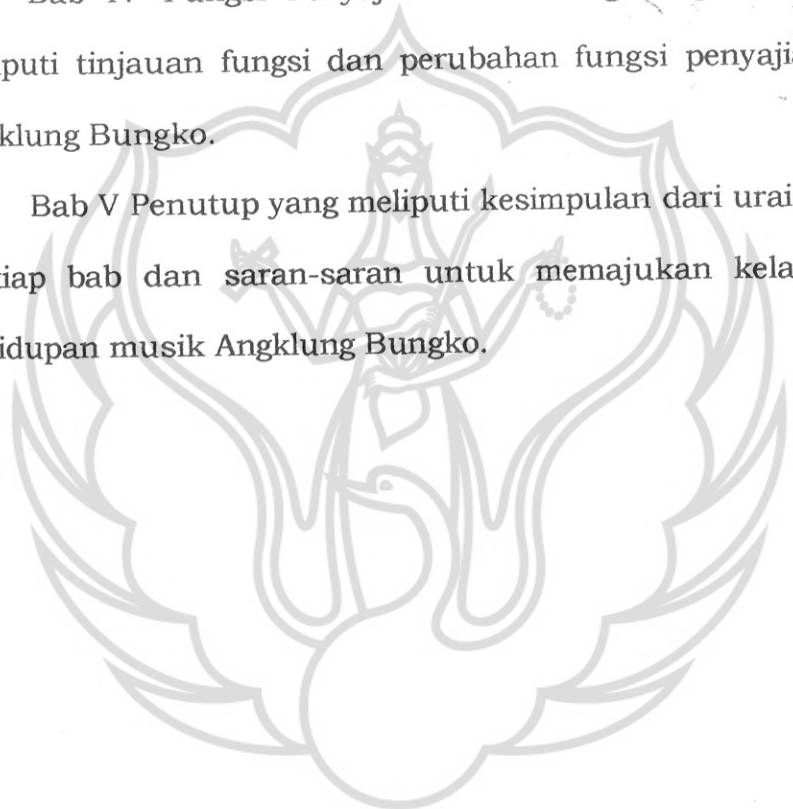 puti tinjauan fungsi dan perubahan fungsi penyaji
klung Bungko.
Bab V Penutup yang meliputi kesimpulan dari urai
iap bab dan saran-saran untuk memajukan kela
idupan musik Angklung Bungko.